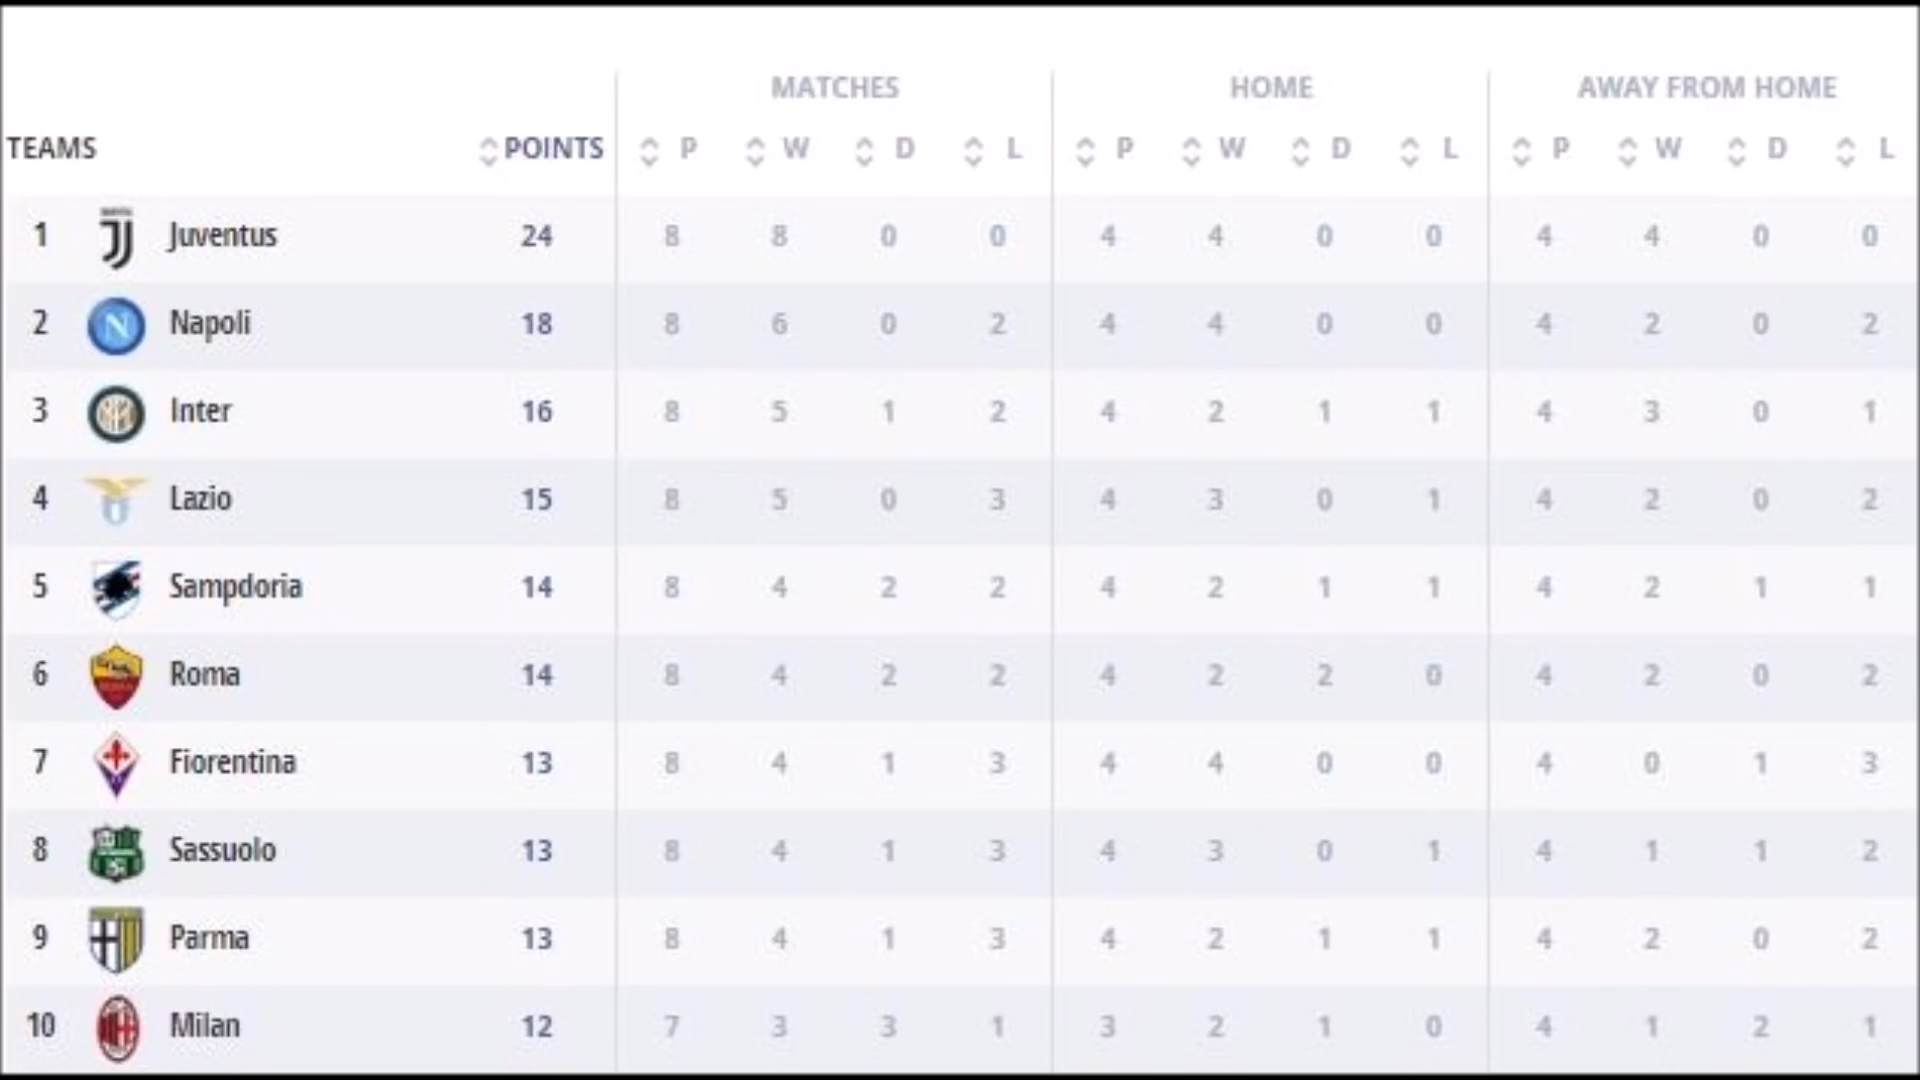 MATCHES HOME AWAY FROM HOME
TEAMS POINTS P W D L P W D L P W D L
1 Juventus 24 8 8 0 0 4 4 0 0 4 4 0 0
2 Napoli 18 8 6 0 2 4 4 0 0 4 2 0 2
3 Inter 16 8 5 1 2 4 2 1 1 4 3 0 1
4 Lazio 15 8 5 0 3 4 3 0 1 4 2 0 2
5 Sampdoria 14 8 4 2 2 4 2 1 1 4 2 1 1
6 Roma 14 8 4 2 2 4 2 2 0 4 2 0 2
7 Fiorentina 13 8 4 1 3 4 4 0 0 4 0 1 3
8 Sassuolo 13 8 4 1 3 4 3 0 1 4 1 1 2
9 Parma 13 8 4 1 3 4 2 1 1 4 2 0 2
10 Milan 12 7 3 3 1 3 2 1 0 4 1 2 1